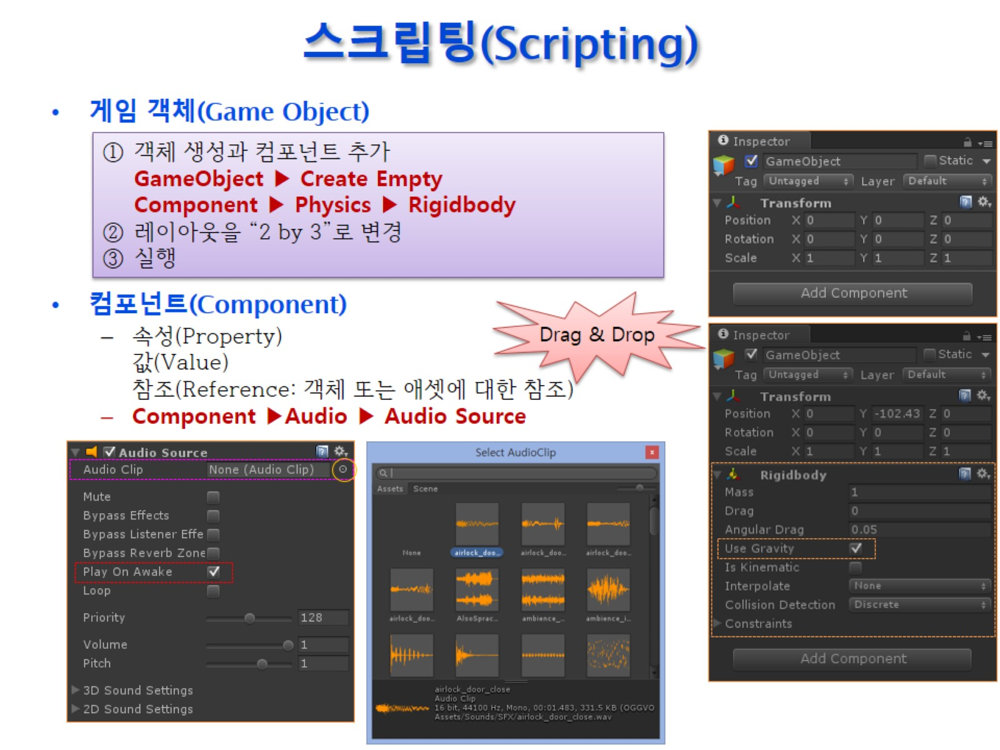 스크립팅(Scripting)
• 게임 객체(Game Object)
① 객체 생성과 컴포넌트 추가
GameObject ▶ Create Empty
Component ▶ Physics ▶ Rigidbody
② 레이아웃을 “2 by 3”로 변경
③ 실행
• 컴포넌트(Component)
– 속성(Property)
값(Value)
참조(Reference: 객체 또는 애셋에 대한 참조)
– Component ▶Audio ▶ Audio Source
Drag & Drop
Inspector
GameObject Static
Tag Untagged Layer Default
Transform
Position X 0 Y 0 Z 0
Rotation X 0 Y 0 Z 0
Scale X 1 Y 1 Z 1
Add Component
Inspector
GameObject Static
Tag Untagged Layer Default
Transform
Position X 0 Y -102.43 Z 0
Rotation X 0 Y 0 Z 0
Scale X 1 Y 1 Z 1
Rigidbody
Mass 1
Drag 0
Angular Drag 0.05
Use Gravity
Is Kinematic
Interpolate None
Collision Detection Discrete
Constraints
Add Component
Audio Source
Audio Clip None (Audio Clip)
Mute
Bypass Effects
Bypass Listener Effe
Bypass Reverb Zone
Play On Awake
Loop
Priority 128
Volume 1
Pitch 1
3D Sound Settings
2D Sound Settings
Select AudioClip
Assets Scene
None airlock_doo... airlock_doo... airlock_doo...
airlock_doo... AlsoSprac... ambience_... ambience_i...
airlock_door_close
Audio Clip
16 bit, 44100 Hz, Mono, 00:01.483, 331.5 KB (OGGVO
Assets/Sounds/SFX/airlock_door_close.wav